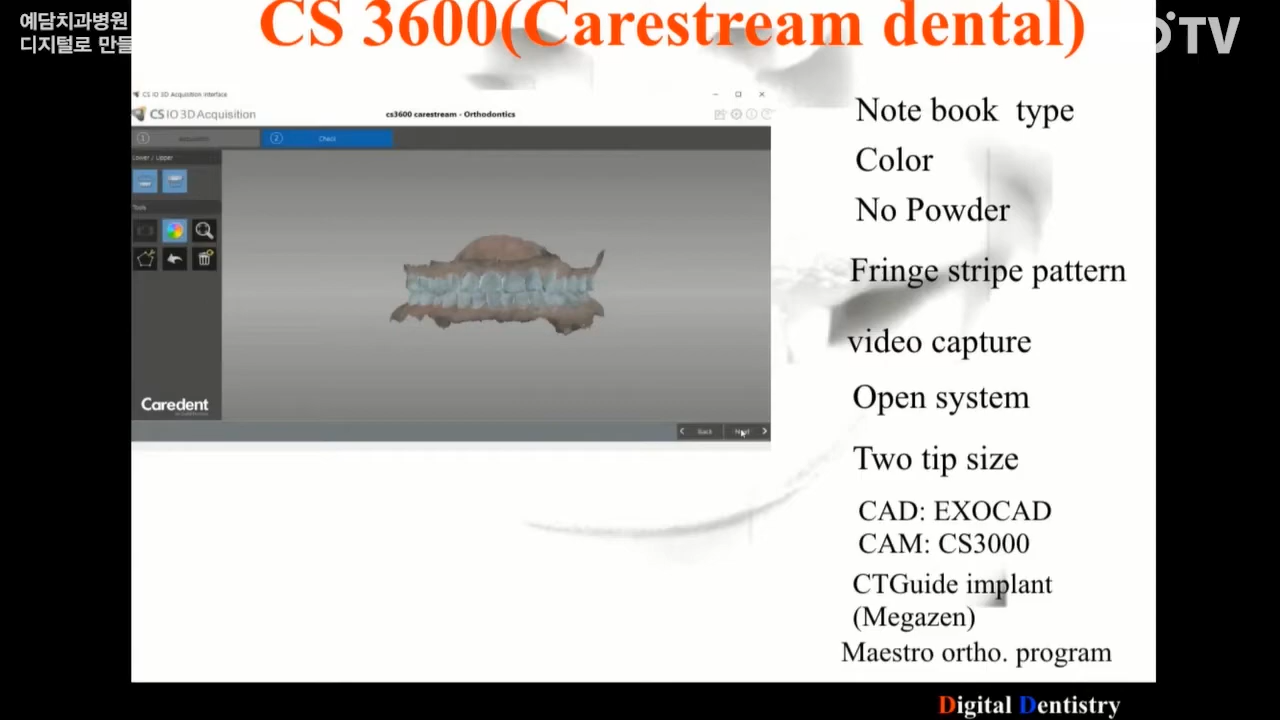 예담치과병원
디지털로 만들
TV
CS 3600(Carestream dental)
CS IO 3D Acquisition Interface
CS IO 3D Acquisition
cs3600 carestream - Orthodontics
1
2 Check
Lower / Upper
Tools
Caredent
Back
Next
Note book type
Color
No Powder
Fringe stripe pattern
video capture
Open system
Two tip size
CAD: EXOCAD
CAM: CS3000
CTGuide implant
(Megazen)
Maestro ortho. program
Digital Dentistry